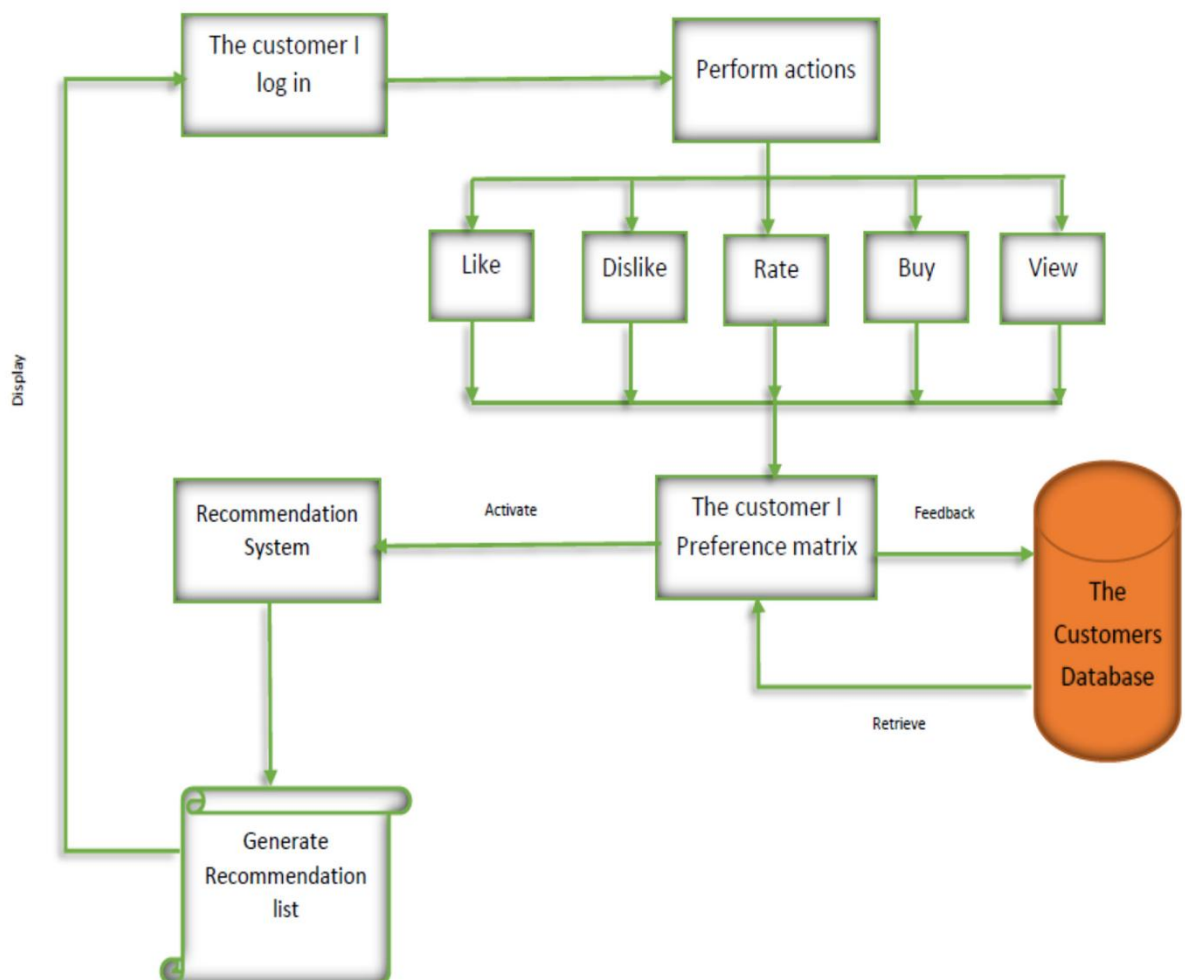 The customer I
log in
Perform actions
Like
Dislike
Rate
Buy
View
Display
Recommendation
System
Activate
The customer I
Preference matrix
Feedback
The
Customers
Database
Retrieve
Generate
Recommendation
list